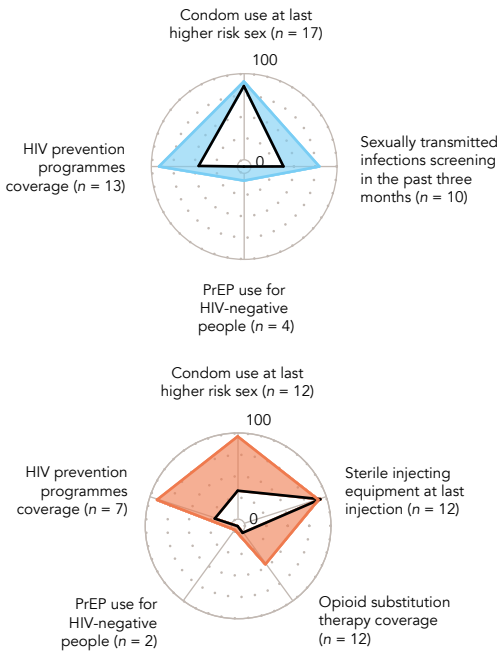 Condom use at last
higher risk sex (n = 17)
100
HIV prevention
programmes
coverage (n = 13)
0
Sexually transmitted
infections screening
in the past three
months (n = 10)
PrEP use for
HIV-negative
people (n = 4)
Condom use at last
higher risk sex (n = 12)
100
HIV prevention
programmes
coverage (n = 7)
0
Sterile injecting
equipment at last
injection (n = 12)
PrEP use for
HIV-negative
people (n = 2)
Opioid substitution
therapy coverage
(n = 12)